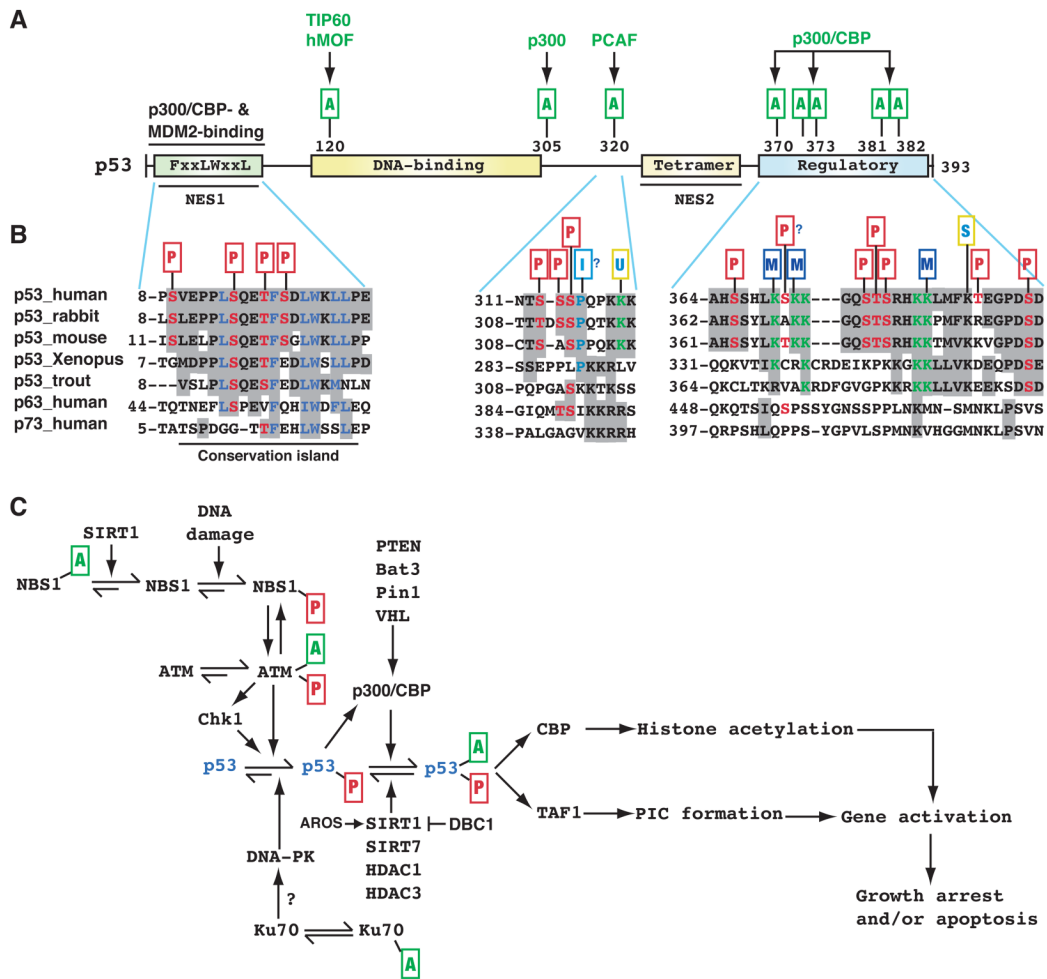 A
TIP60
hMOF
p300
PCAF
p300/CBP
A A A A A A A A
p300/CBP- &
MDM2-binding
120 305 320 370 373 381 382
p53 FxxLWxxL DNA-binding Tetramer Regulatory 393
NES1 NES2
B
P P P P P P P I ? U P P ? M M P P P M S P P
p53_human 8-PSVEPPLSQETFSDLWKLLPE 311-NTS-SSPQPKKK 364-AHSSHLKSKK----GQSTSRHKKLMFKTEGPDSD
p53_rabbit 8-LSLEPPLSQETFSDLWKLLPE 308-TTTDSSPQTKKK 362-AHSSYLKAKK----GQSTSRHKKPMFKREGPDSD
p53_mouse 11-ISLELPLSQETFSGLWKLLPP 308-CTS-ASPPQKKK 361-AHSSYLKTKK----GQSTSRHKKTMVKKVGPDSD
p53_Xenopus 7-TGMDPPLSQETFEDLWSLLPD 283-SSEPPLPKKRLV 331-QQKVTIKCRKCRDEIKPKKGKKLLVKDEQPDSE
p53_trout 8---VSLPLSQESFEDLWKMNLN 308-QPQPGASKKTKSS 364-QKCLTKRVAKRDFGVGPKKRKKLLVKEEKSDSD
p63_human 44-TQTNEFLSPEVFQHIWDFLEQ 384-GIQMTSIKKRRS 448-QKQTSIQSPSSYGNSSPPLNKMN-SMNKLPSVS
p73_human 5-TATSPDGG-TTFEHLWSSLEP 338-PALGAGVKKRRH 397-QRPSHLQPPSYGPVLSPMNKVHGGMNKLPSVN
Conservation island
C
DNA
damage
SIRT1
A
NBS1 NBS1 NBS1
P
PTEN
Bat3
Pin1
VHL
ATM ATM
A
P
p300/CBP
Chk1
p53 p53 p53
P
A
P
CBP Histone acetylation
TAF1 PIC formation Gene activation
AROS SIRT1 DBC1
SIRT7
HDAC1
HDAC3
DNA-PK
?
Ku70 Ku70
A
Growth arrest
and/or apoptosis